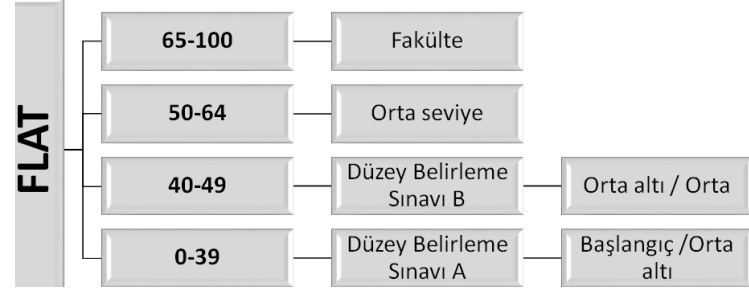 FLAT
65-100
Fakülte
50-64
Orta seviye
40-49
Düzey Belirleme
Sınavı B
Orta altı / Orta
0-39
Düzey Belirleme
Sınavı A
Başlangıç /Orta
altı